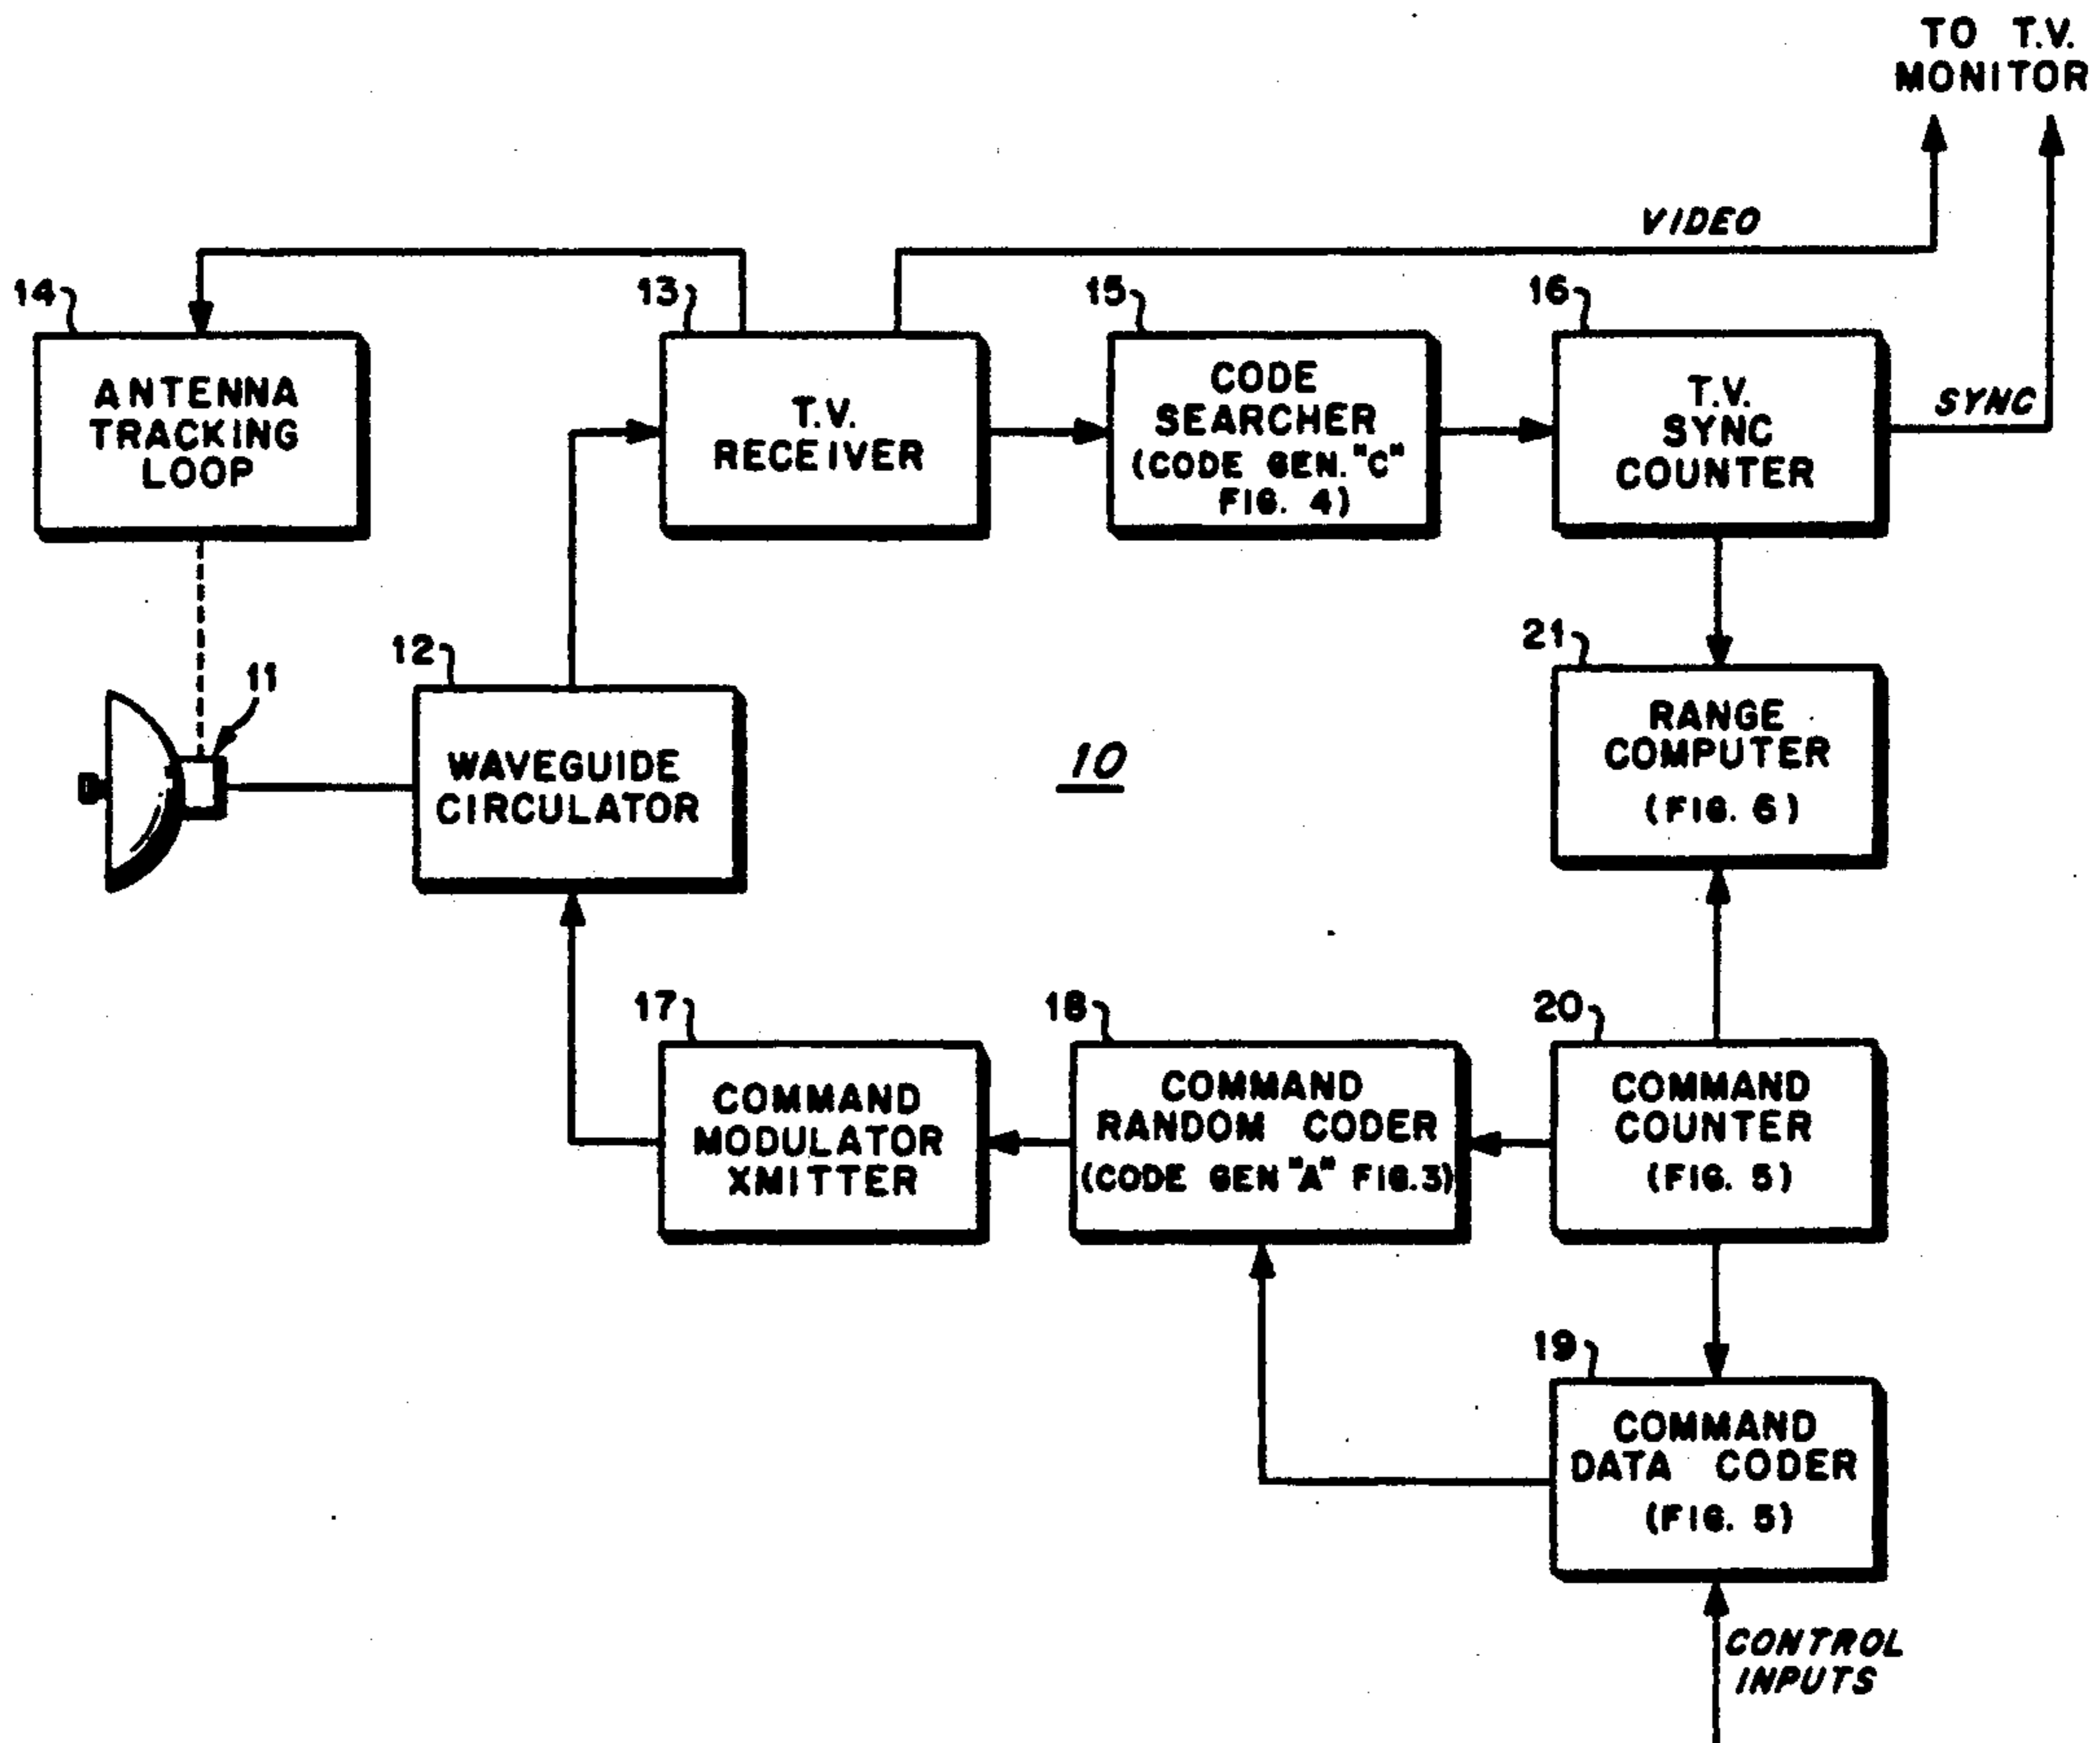 TO T.V.
MONITOR
VIDEO
14
13
15
16
ANTENNA
TRACKING
LOOP
T.V.
RECEIVER
CODE
SEARCHER
(CODE GEN. "C"
FIG. 4)
T.V.
SYNC
COUNTER
SYNC
11
12
WAVEGUIDE
CIRCULATOR
10
21
RANGE
COMPUTER
(FIG. 6)
17
COMMAND
MODULATOR
XMITTER
18
COMMAND
RANDOM CODER
(CODE GEN "A" FIG.3)
20
COMMAND
COUNTER
(FIG. 5)
19
COMMAND
DATA CODER
(FIG. 5)
CONTROL
INPUTS